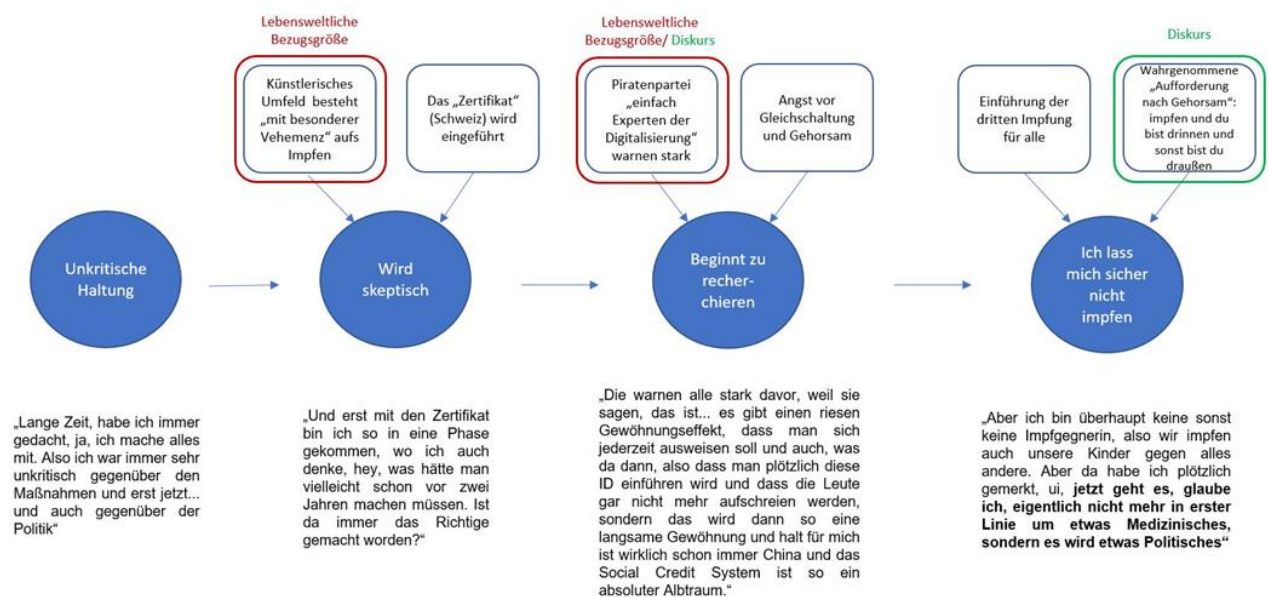 Lebensweltliche
Bezugsgröße
Künstlerisches
Umfeld besteht
„mit besonderer
Vehemenz“ aufs
Impfen
Das „Zertifikat“
(Schweiz) wird
eingeführt
Lebensweltliche
Bezugsgröße/ Diskurs
Piratenpartei
„einfach
Experten der
Digitalisierung“
warnen stark
Angst vor
Gleichschaltung
und Gehorsam
Einführung der
dritten Impfung
für alle
Diskurs
Wahrgenommene
„Aufforderung
nach Gehorsam“:
impfen und du
bist drinnen und
sonst bist du
draußen
Unkritische
Haltung
Wird
skeptisch
Beginnt zu
recher-
chieren
Ich lass
mich sicher
nicht
impfen
„Lange Zeit, habe ich immer
gedacht, ja, ich mache alles
mit. Also ich war immer sehr
unkritisch gegenüber den
Maßnahmen und erst jetzt...
und auch gegenüber der
Politik“
„Und erst mit den Zertifikat
bin ich so in eine Phase
gekommen, wo ich auch
denke, hey, was hätte man
vielleicht schon vor zwei
Jahren machen müssen. Ist
da immer das Richtige
gemacht worden?“
„Die warnen alle stark davor, weil sie
sagen, das ist... es gibt einen riesen
Gewöhnungseffekt, dass man sich
jederzeit ausweisen soll und auch, was
da dann, also dass man plötzlich diese
ID einführen wird und dass die Leute
gar nicht mehr aufschreien werden,
sondern das wird dann so eine
langsame Gewöhnung und halt für mich
ist wirklich schon immer China und das
Social Credit System ist so ein
absoluter Albtraum.“
„Aber ich bin überhaupt keine sonst
keine Impfgegnerin, also wir impfen
auch unsere Kinder gegen alles
andere. Aber da habe ich plötzlich
gemerkt, ui, jetzt geht es, glaube
ich, eigentlich nicht mehr in erster
Linie um etwas Medizinisches,
sondern es wird etwas Politisches“